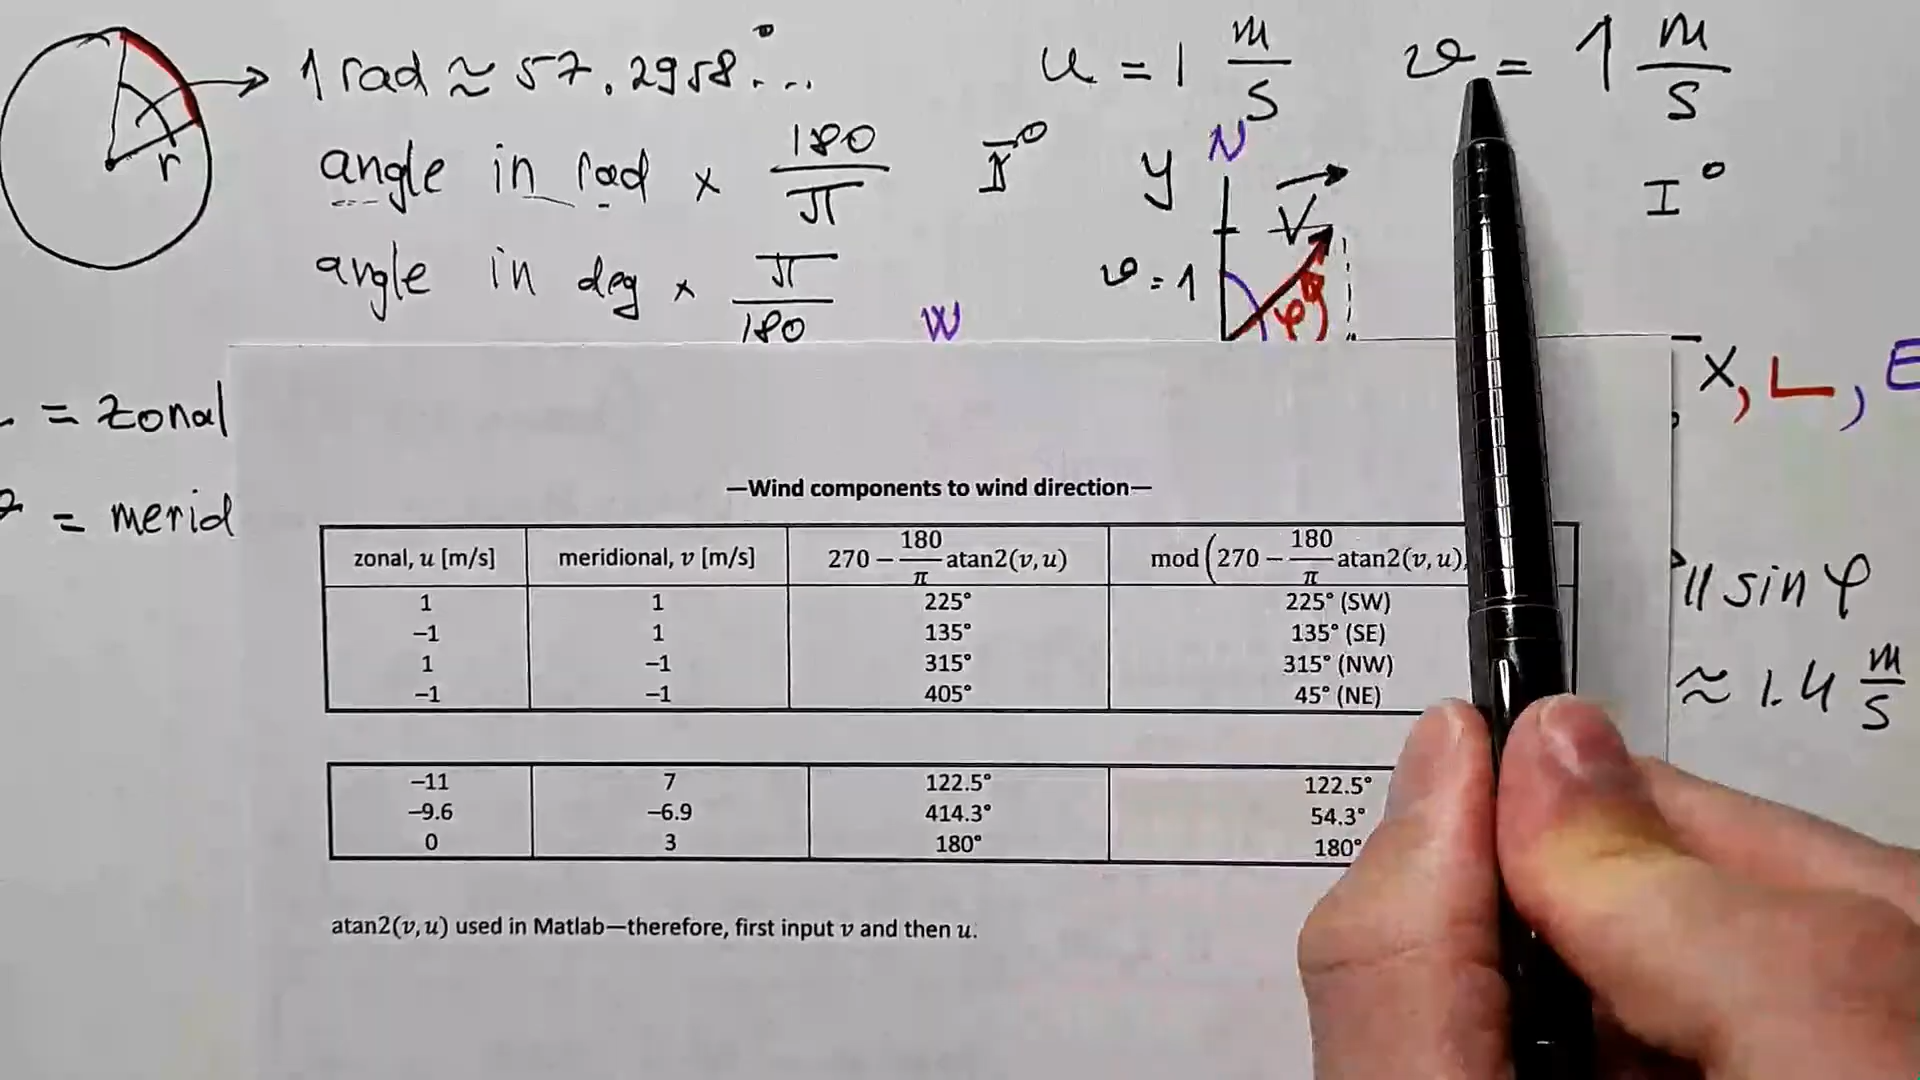 1 rad ≈ 57.2958...°
u = 1 m/s
v = 1 m/s
angle in rad × 180/π
II°
I°
y
N
V
r
angle in deg × π/180
v = 1
φ
W
X, L, E
= zonal
= merid
—Wind components to wind direction—
zonal, u [m/s] meridional, v [m/s] 270 − 180/π atan2(v, u) mod (270 − 180/π atan2(v, u),
1 1 225° 225° (SW)
−1 1 135° 135° (SE)
1 −1 315° 315° (NW)
−1 −1 405° 45° (NE)
|| sin φ
≈ 1.4 m/s
−11 7 122.5° 122.5°
−9.6 −6.9 414.3° 54.3°
0 3 180° 180°
atan2(v, u) used in Matlab—therefore, first input v and then u.